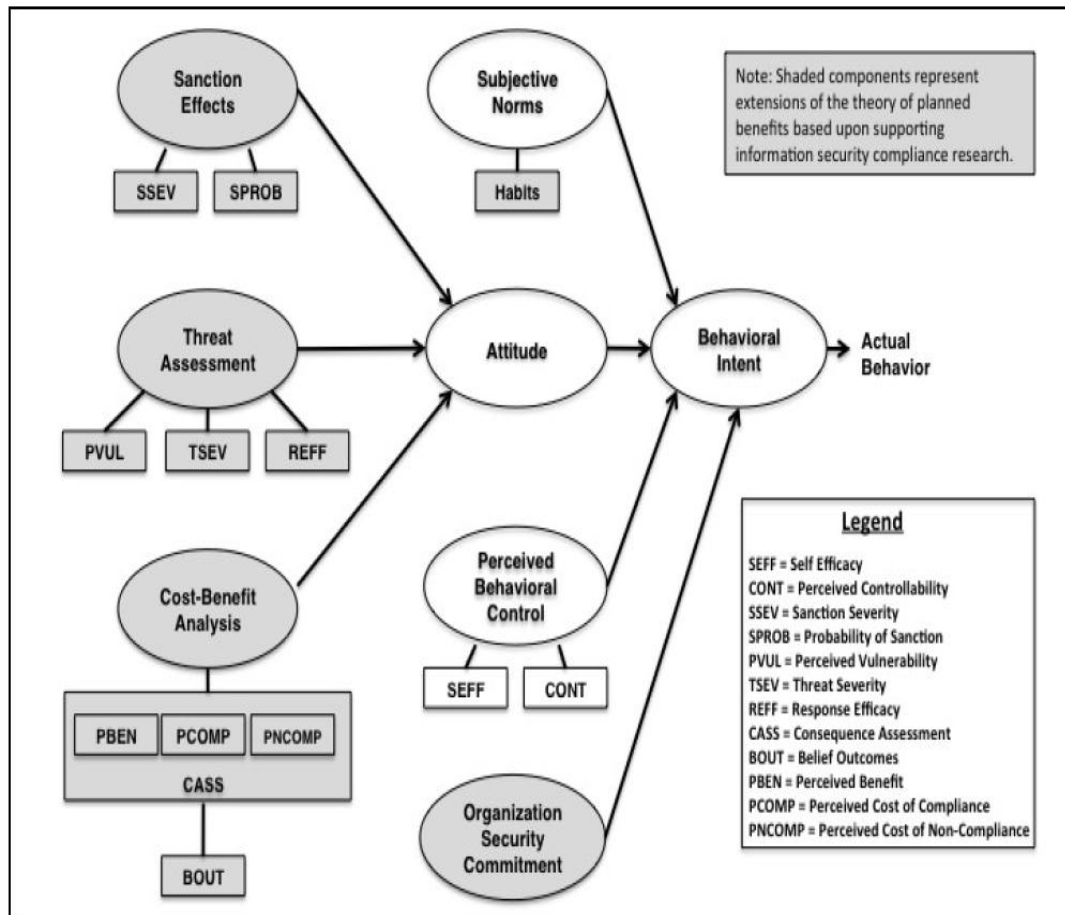 Sanction
Effects
SSEV
SPROB
Subjective
Norms
Habits
Note: Shaded components represent
extensions of the theory of planned
benefits based upon supporting
information security compliance research.
Threat
Assessment
PVUL
TSEV
REFF
Attitude
Behavioral
Intent
Actual
Behavior
Cost-Benefit
Analysis
PBEN
PCOMP
PNCOMP
CASS
BOUT
Perceived
Behavioral
Control
SEFF
CONT
Organization
Security
Commitment
Legend
SEFF = Self Efficacy
CONT = Perceived Controllability
SSEV = Sanction Severity
SPROB = Probability of Sanction
PVUL = Perceived Vulnerability
TSEV = Threat Severity
REFF = Response Efficacy
CASS = Consequence Assessment
BOUT = Belief Outcomes
PBEN = Perceived Benefit
PCOMP = Perceived Cost of Compliance
PNCOMP = Perceived Cost of Non-Compliance